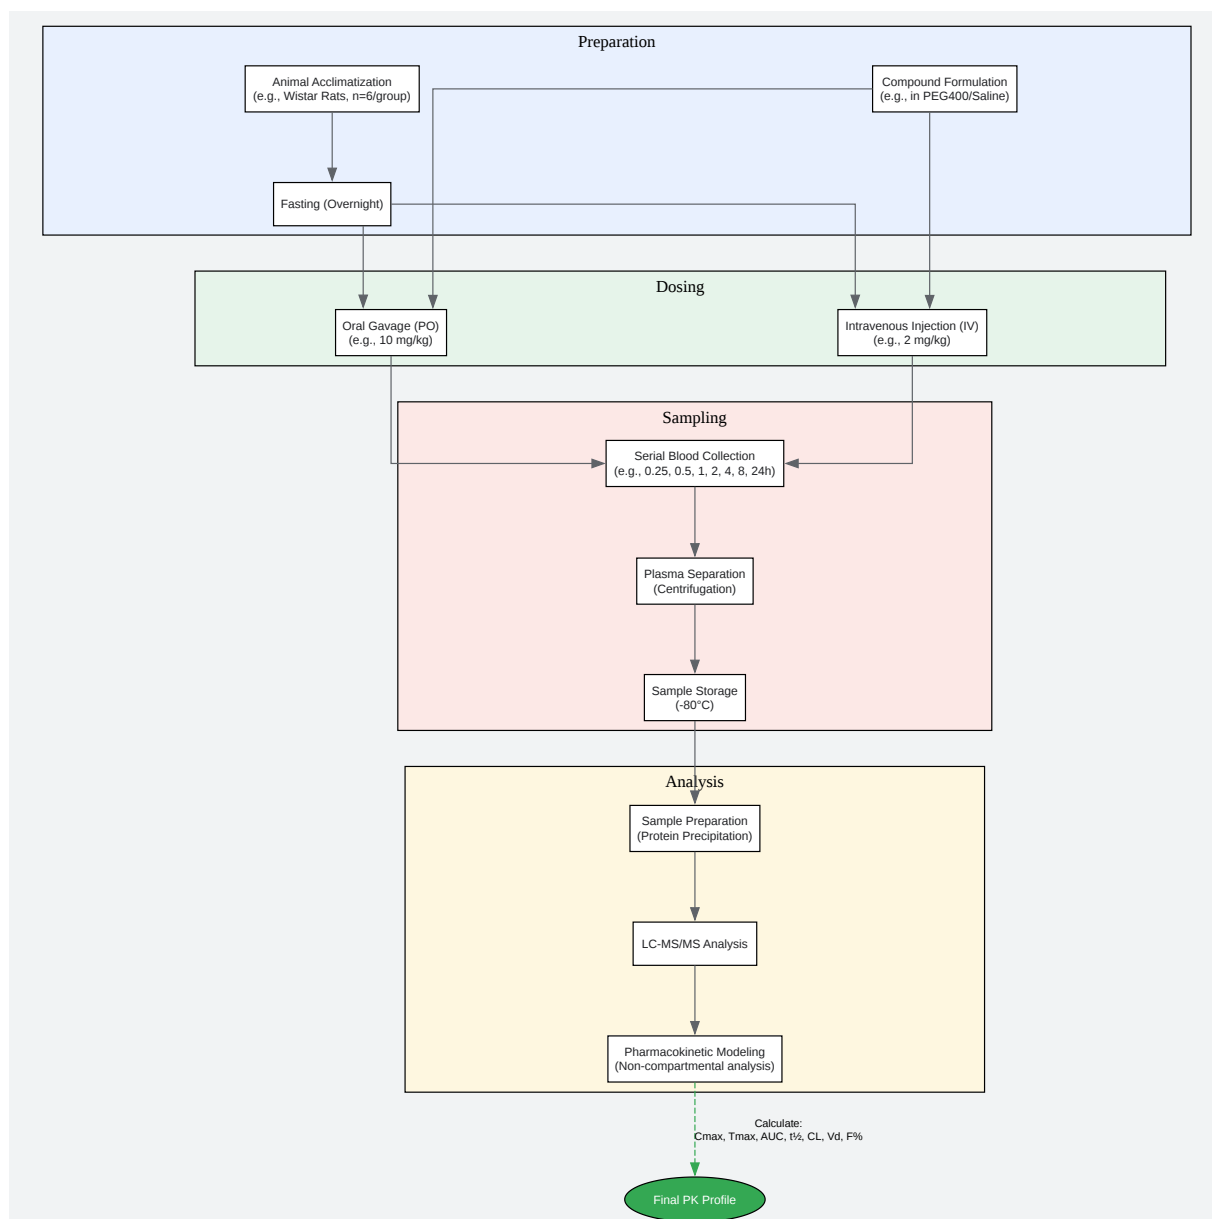 Preparation
Animal Acclimatization
(e.g., Wistar Rats, n=6/group)
Compound Formulation
(e.g., in PEG400/Saline)
Fasting (Overnight)
Dosing
Oral Gavage (PO)
(e.g., 10 mg/kg)
Intravenous Injection (IV)
(e.g., 2 mg/kg)
Sampling
Serial Blood Collection
(e.g., 0.25, 0.5, 1, 2, 4, 8, 24h)
Plasma Separation
(Centrifugation)
Sample Storage
(-80°C)
Analysis
Sample Preparation
(Protein Precipitation)
LC-MS/MS Analysis
Pharmacokinetic Modeling
(Non-compartmental analysis)
Calculate:
Cmax, Tmax, AUC, t½, CL, Vd, F%
Final PK Profile